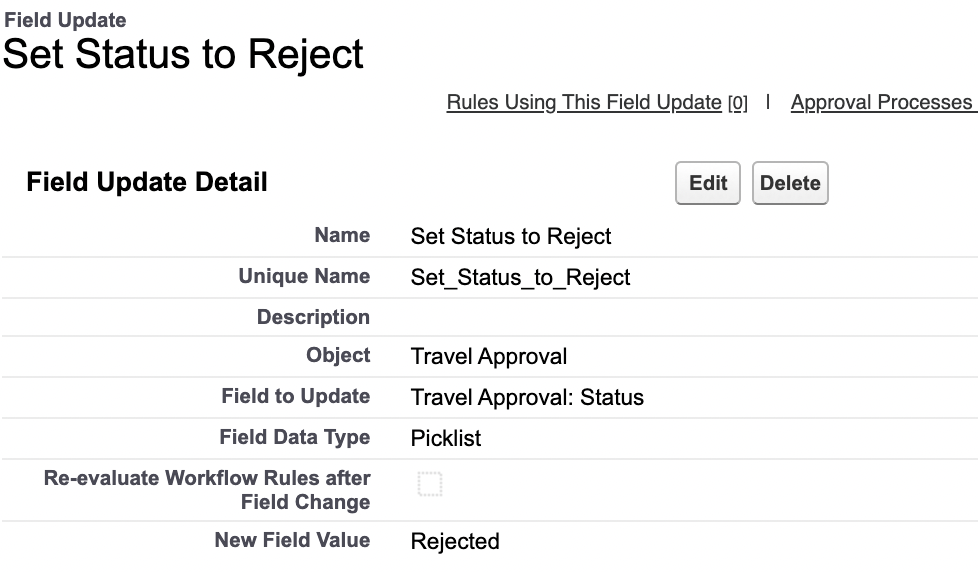 Field Update
Set Status to Reject
Rules Using This Field Update [0] | Approval Processes
Field Update Detail Edit Delete
Name Set Status to Reject
Unique Name Set_Status_to_Reject
Description
Object Travel Approval
Field to Update Travel Approval: Status
Field Data Type Picklist
Re-evaluate Workflow Rules after
Field Change
New Field Value Rejected